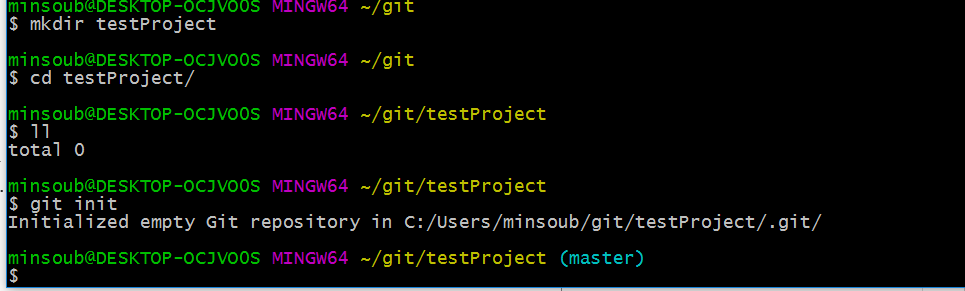 minsoub@DESKTOP-OCJVOOS MINGW64 ~/git
$ mkdir testProject
minsoub@DESKTOP-OCJVOOS MINGW64 ~/git
$ cd testProject/
minsoub@DESKTOP-OCJVOOS MINGW64 ~/git/testProject
$ ll
total 0
minsoub@DESKTOP-OCJVOOS MINGW64 ~/git/testProject
$ git init
Initialized empty Git repository in C:/Users/minsoub/git/testProject/.git/
minsoub@DESKTOP-OCJVOOS MINGW64 ~/git/testProject (master)
$